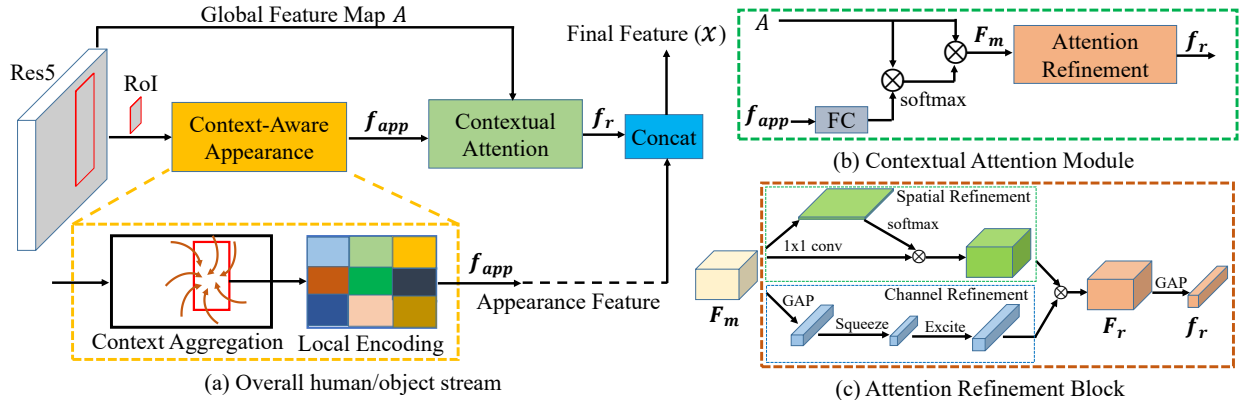 Global Feature Map A
Res5
RoI
Context-Aware
Appearance
f_app
Contextual
Attention
f_r
Final Feature (x)
Concat
Context Aggregation
Local Encoding
f_app
Appearance Feature
(a) Overall human/object stream
A
f_app
FC
softmax
F_m
Attention
Refinement
f_r
(b) Contextual Attention Module
F_m
Spatial Refinement
softmax
1x1 conv
GAP
Channel Refinement
Squeeze
Excite
F_r
GAP
f_r
(c) Attention Refinement Block